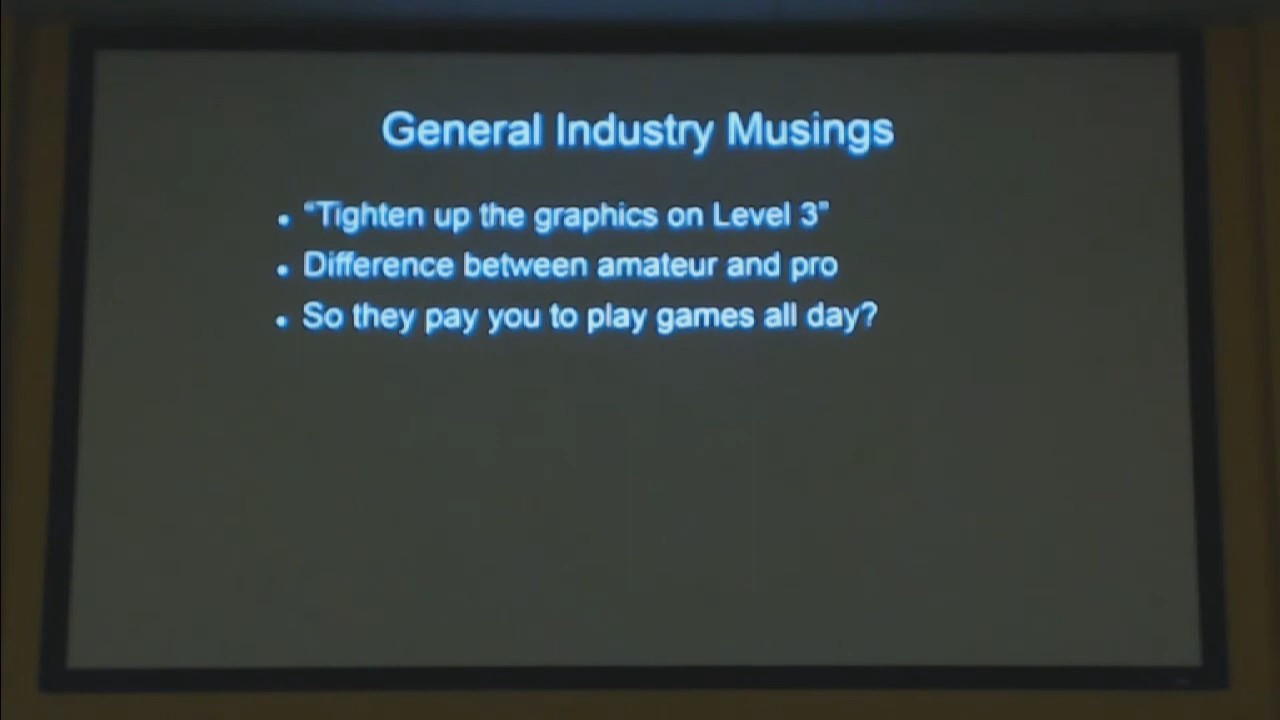 General Industry Musings
• "Tighten up the graphics on Level 3"
• Difference between amateur and pro
• So they pay you to play games all day?